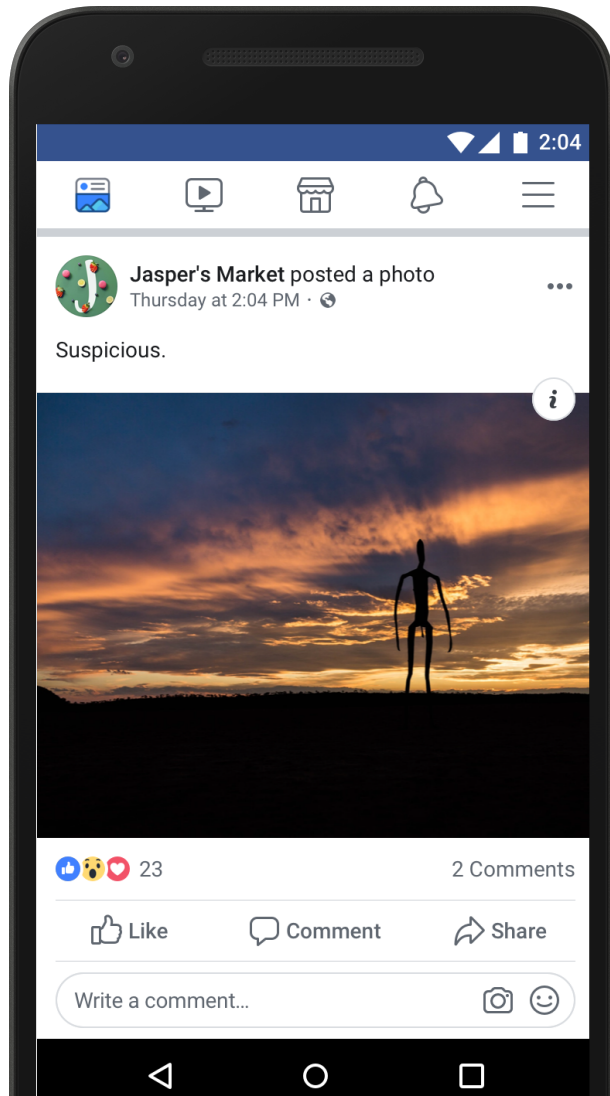 2:04
Jasper's Market posted a photo
Thursday at 2:04 PM ·
Suspicious.
i
23 2 Comments
Like Comment Share
Write a comment...